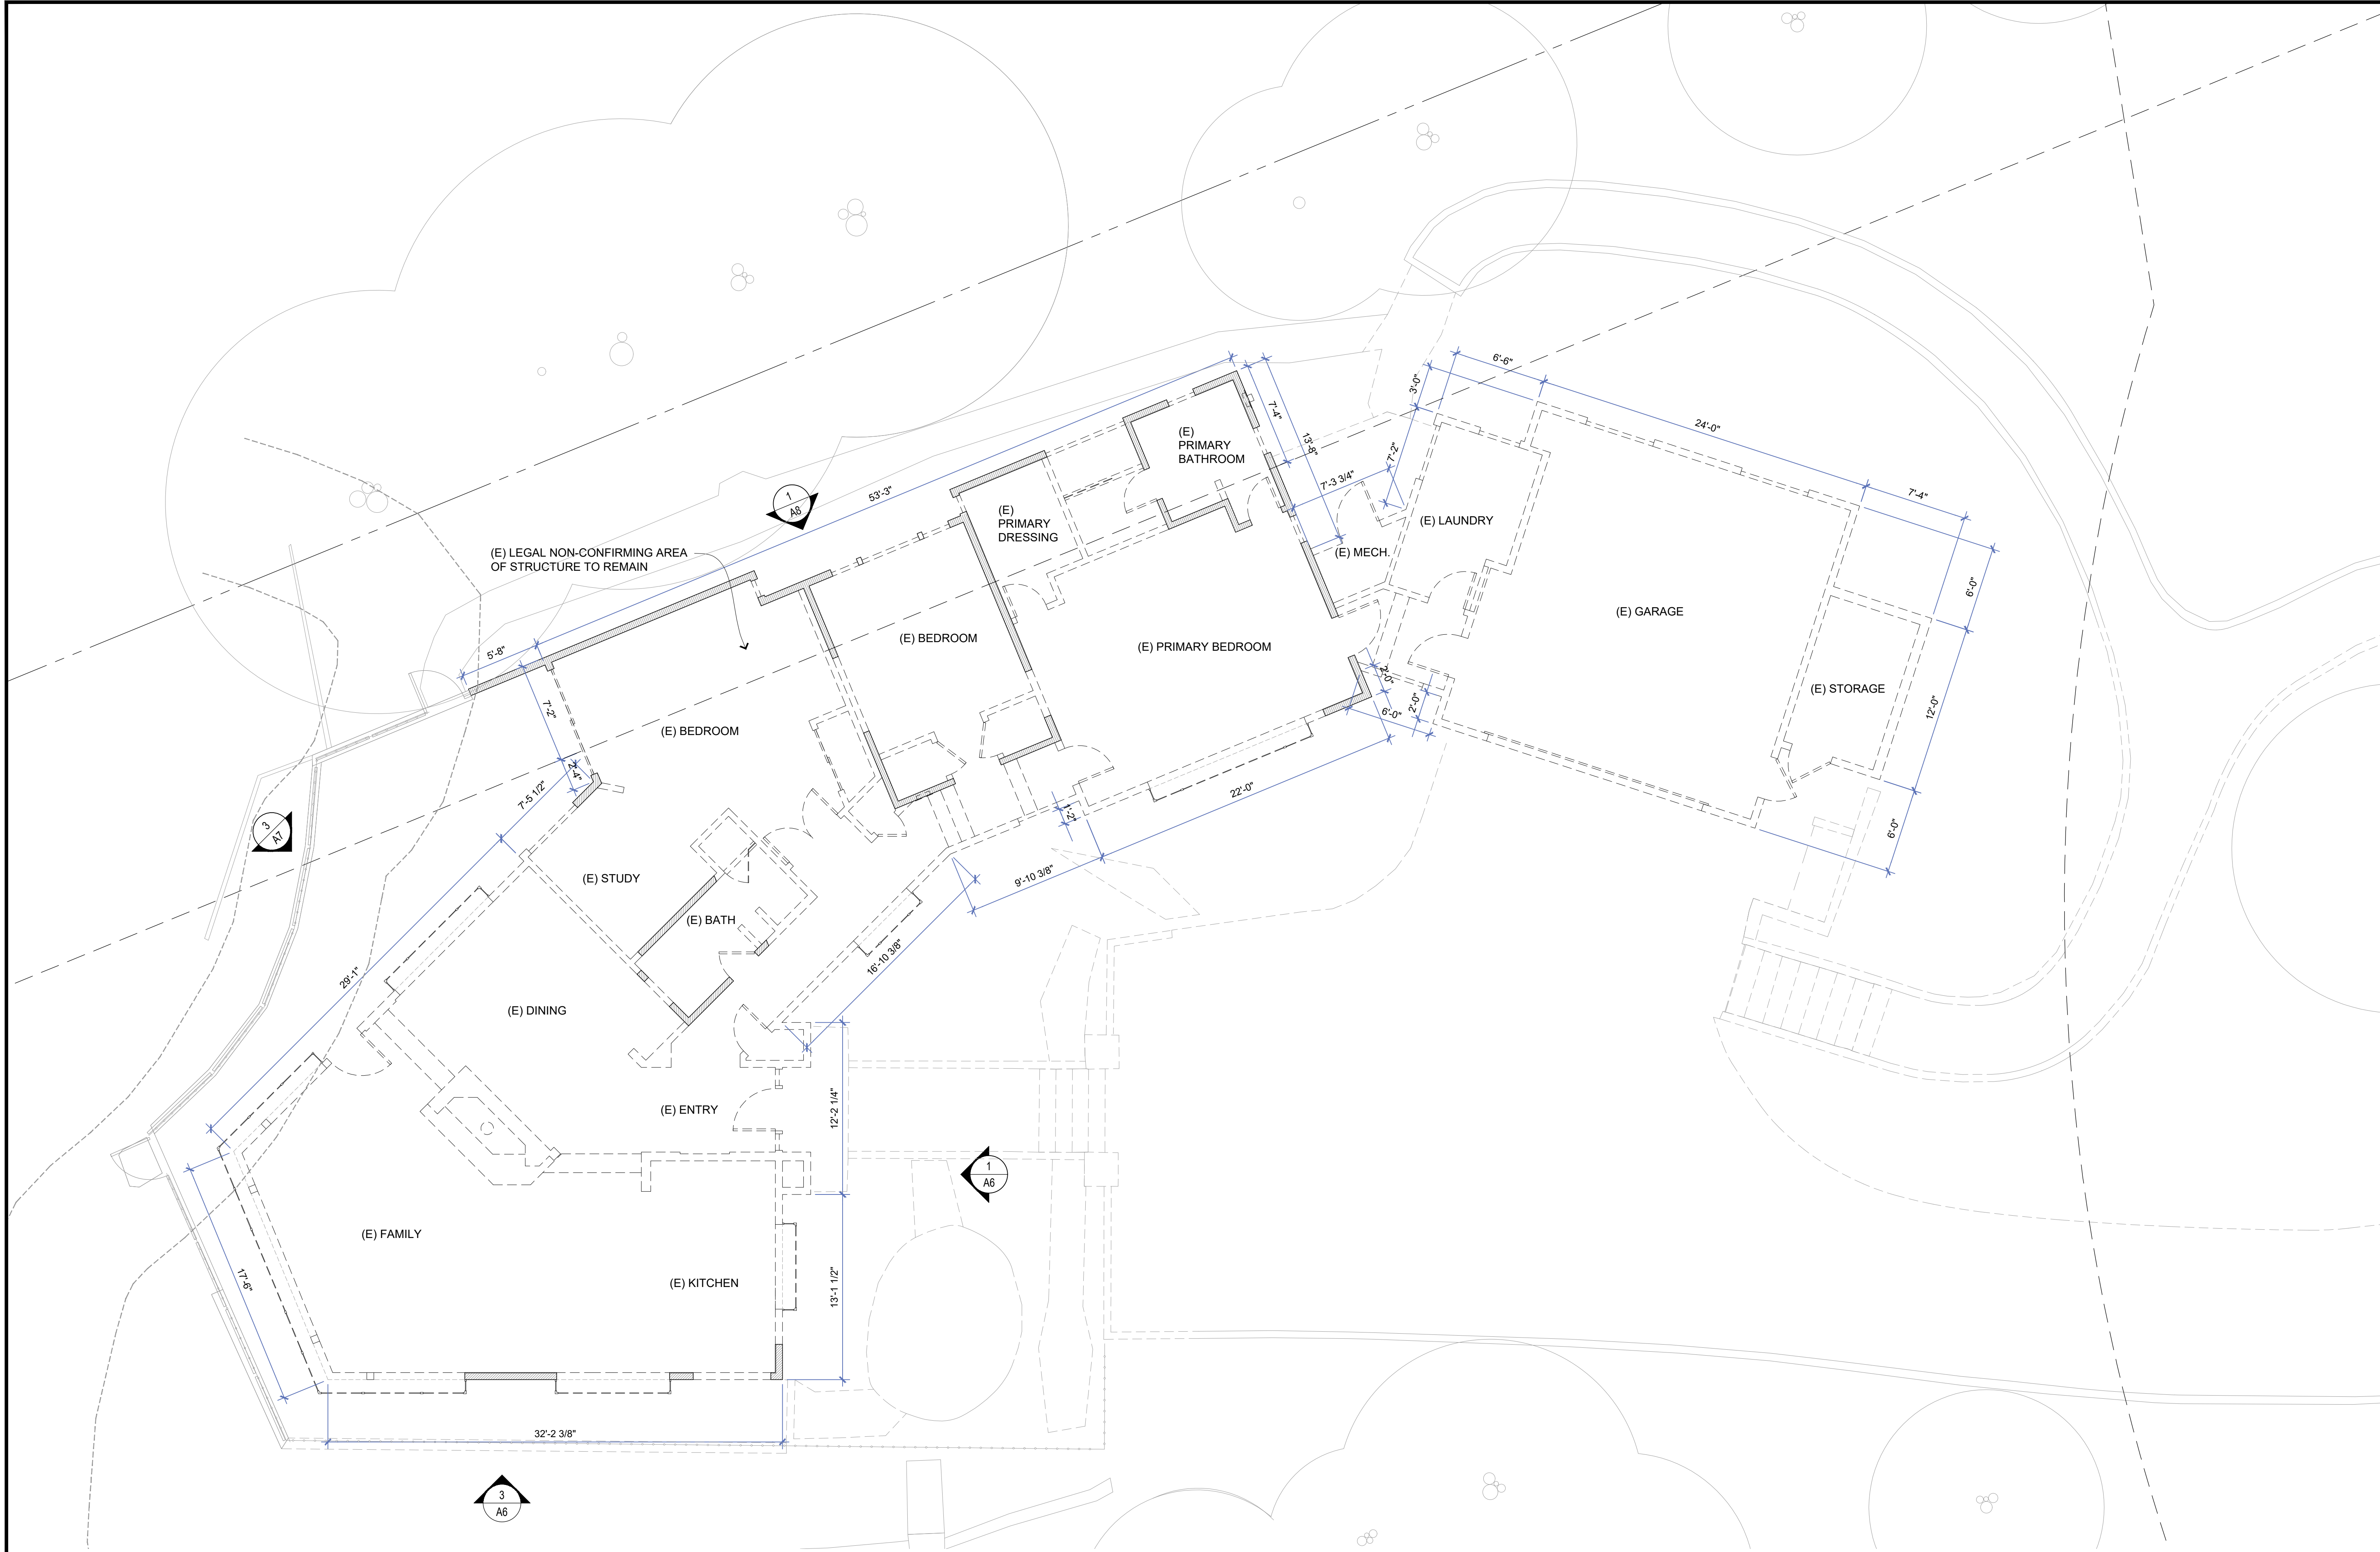 6'-6"
3'-0"
24'-0"
7'-4"
13'-8"
7'-2"
7'-3 3/4"
7'-4"
6'-0"
12'-0"
6'-0"
53'-3"
1
A8
(E)
PRIMARY
BATHROOM
(E)
PRIMARY
DRESSING
(E) LAUNDRY
(E) MECH.
(E) LEGAL NON-CONFIRMING AREA
OF STRUCTURE TO REMAIN
(E) GARAGE
(E) BEDROOM
(E) PRIMARY BEDROOM
5'-8"
(E) STORAGE
2'-0"
2'-0"
6'-0"
7'-2"
(E) BEDROOM
2'-4"
7'-5 1/2"
22'-0"
1'-2"
3
A7
(E) STUDY
9'-10 3/8"
(E) BATH
16'-10 3/8"
29'-1"
(E) DINING
(E) ENTRY
12'-2 1/4"
1
A6
(E) FAMILY
17'-6"
(E) KITCHEN
13'-1 1/2"
32'-2 3/8"
3
A6